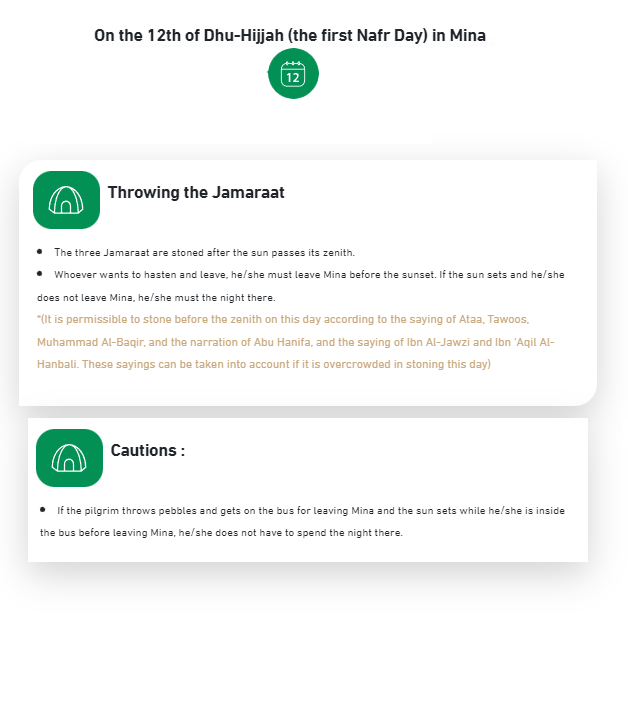 On the 12th of Dhu-Hijjah (the first Nafr Day) in Mina
12
Throwing the Jamaraat
• The three Jamaraat are stoned after the sun passes its zenith.
• Whoever wants to hasten and leave, he/she must leave Mina before the sunset. If the sun sets and he/she
does not leave Mina, he/she must the night there.
*(It is permissible to stone before the zenith on this day according to the saying of Ataa, Tawoos,
Muhammad Al-Baqir, and the narration of Abu Hanifa, and the saying of Ibn Al-Jawzi and Ibn 'Aqil Al-
Hanbali. These sayings can be taken into account if it is overcrowded in stoning this day)
Cautions :
• If the pilgrim throws pebbles and gets on the bus for leaving Mina and the sun sets while he/she is inside
the bus before leaving Mina, he/she does not have to spend the night there.